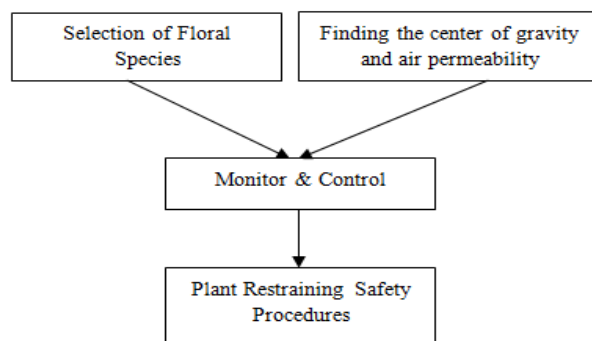 Selection of Floral
Species
Finding the center of gravity
and air permeability
Monitor & Control
Plant Restraining Safety
Procedures